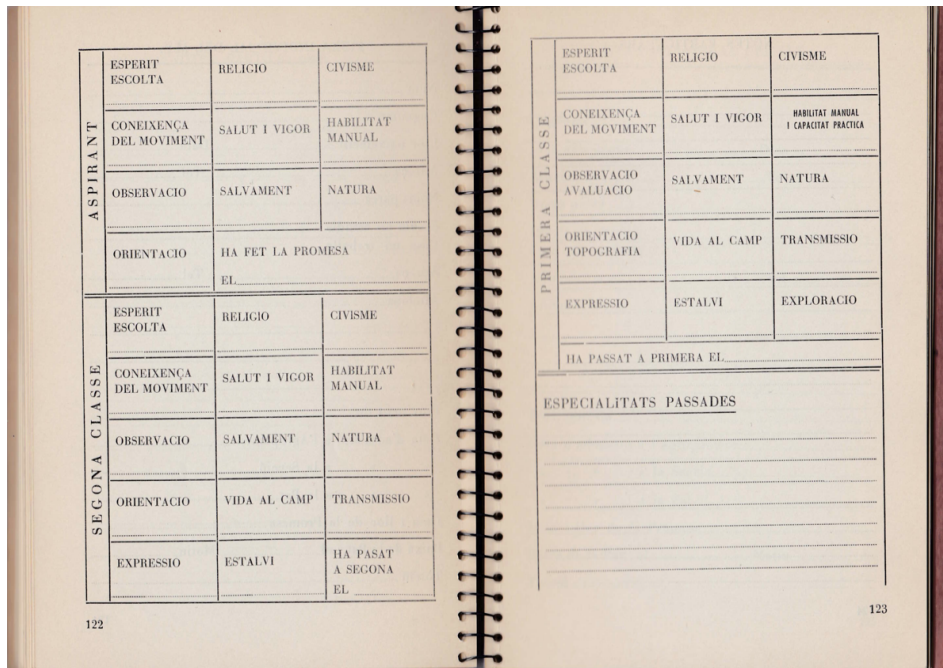 ASPIRANT
ESPERIT RELIGIO CIVISME
ESCOLTA
CONEIXENÇA SALUT I VIGOR HABILITAT
DEL MOVIMENT MANUAL
OBSERVACIO SALVAMENT NATURA
ORIENTACIO HA FET LA PROMESA
EL
SEGONA CLASSE
ESPERIT RELIGIO CIVISME
ESCOLTA
CONEIXENÇA SALUT I VIGOR HABILITAT
DEL MOVIMENT MANUAL
OBSERVACIO SALVAMENT NATURA
ORIENTACIO VIDA AL CAMP TRANSMISSIO
EXPRESSIO ESTALVI HA PASAT
A SEGONA
EL
122
PRIMERA CLASSE
ESPERIT RELIGIO CIVISME
ESCOLTA
CONEIXENÇA SALUT I VIGOR HABILITAT MANUAL
DEL MOVIMENT I CAPACITAT PRACTICA
OBSERVACIO SALVAMENT NATURA
AVALUACIO
ORIENTACIO VIDA AL CAMP TRANSMISSIO
TOPOGRAFIA
EXPRESSIO ESTALVI EXPLORACIO
HA PASSAT A PRIMERA EL
ESPECIALiTATS PASSADES
123